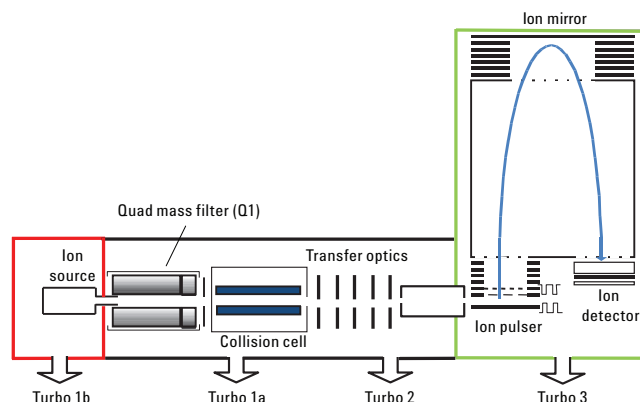 Ion mirror
Quad mass filter (Q1)
Ion
source
Transfer optics
Collision cell
Ion pulser
Ion
detector
Turbo 1b
Turbo 1a
Turbo 2
Turbo 3